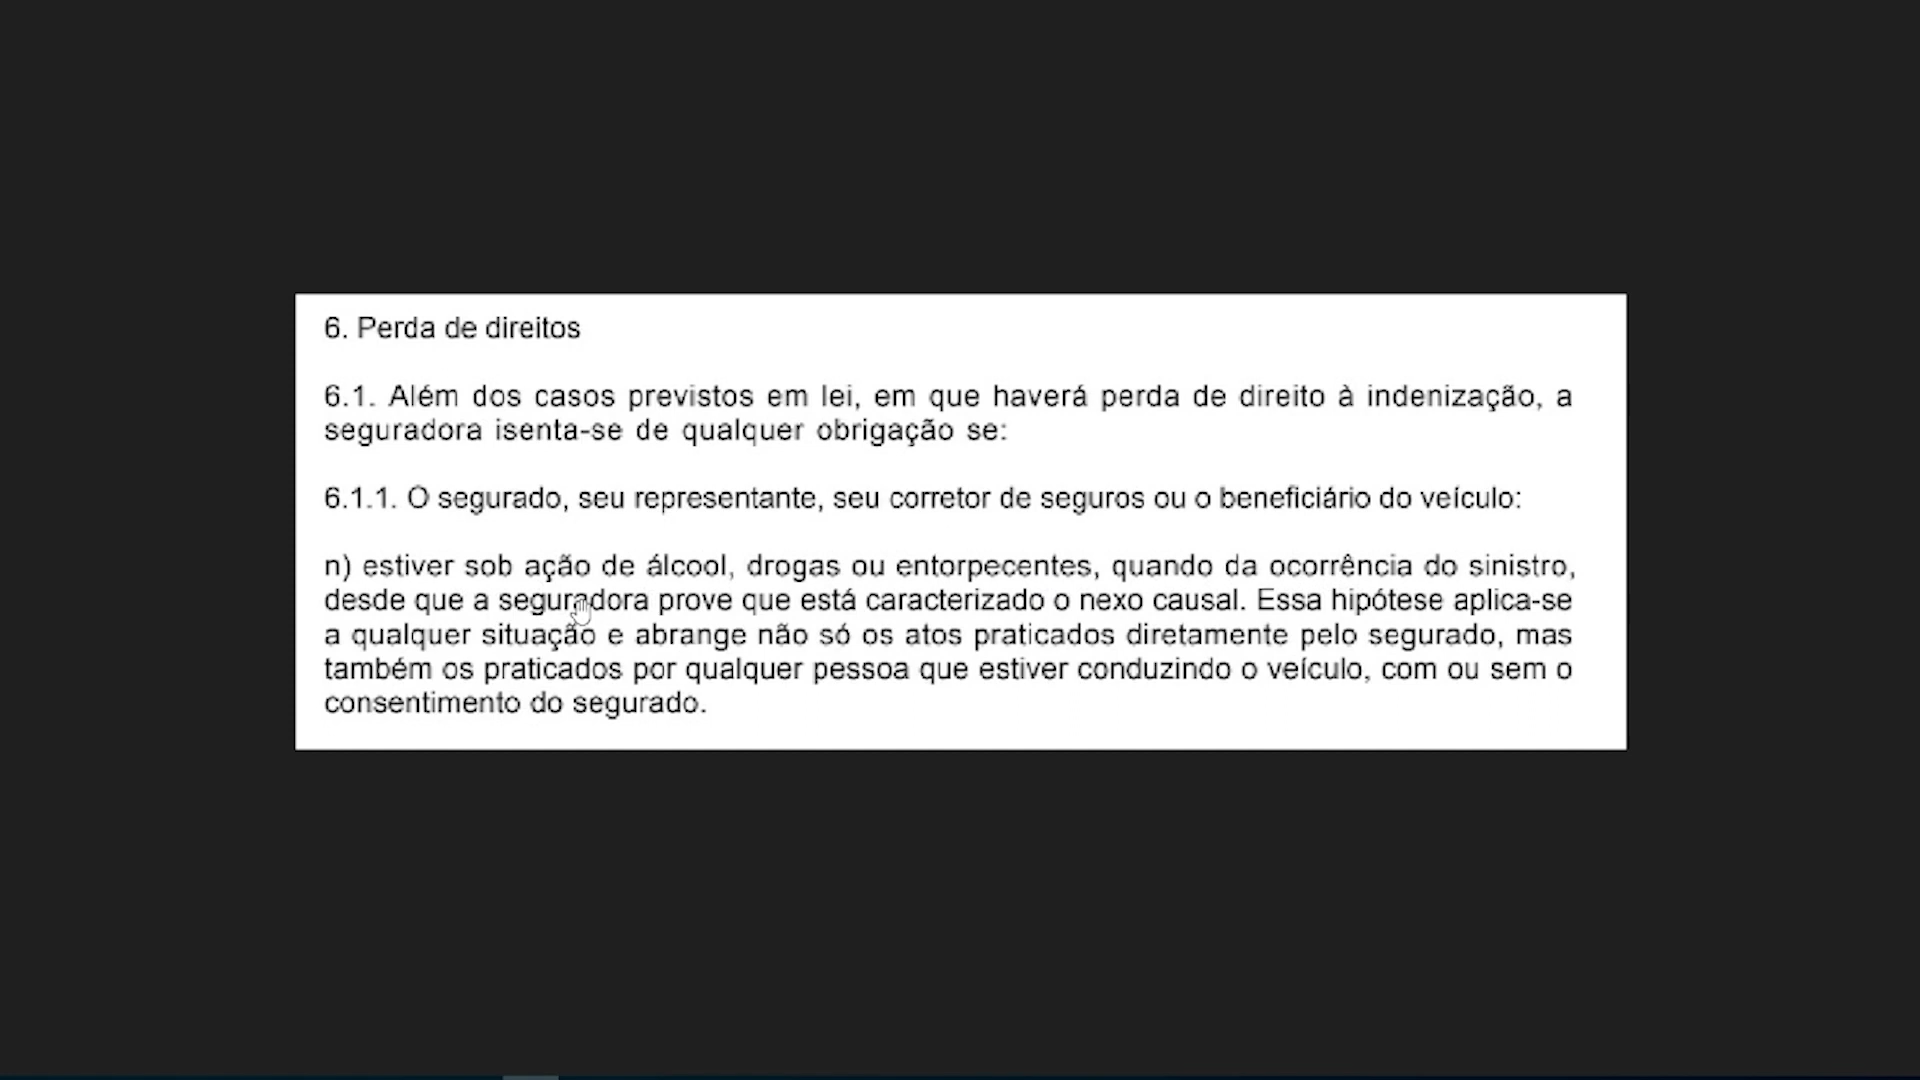 6. Perda de direitos
6.1. Além dos casos previstos em lei, em que haverá perda de direito à indenização, a
seguradora isenta-se de qualquer obrigação se:
6.1.1. O segurado, seu representante, seu corretor de seguros ou o beneficiário do veículo:
n) estiver sob ação de álcool, drogas ou entorpecentes, quando da ocorrência do sinistro,
desde que a seguradora prove que está caracterizado o nexo causal. Essa hipótese aplica-se
a qualquer situação e abrange não só os atos praticados diretamente pelo segurado, mas
também os praticados por qualquer pessoa que estiver conduzindo o veículo, com ou sem o
consentimento do segurado.